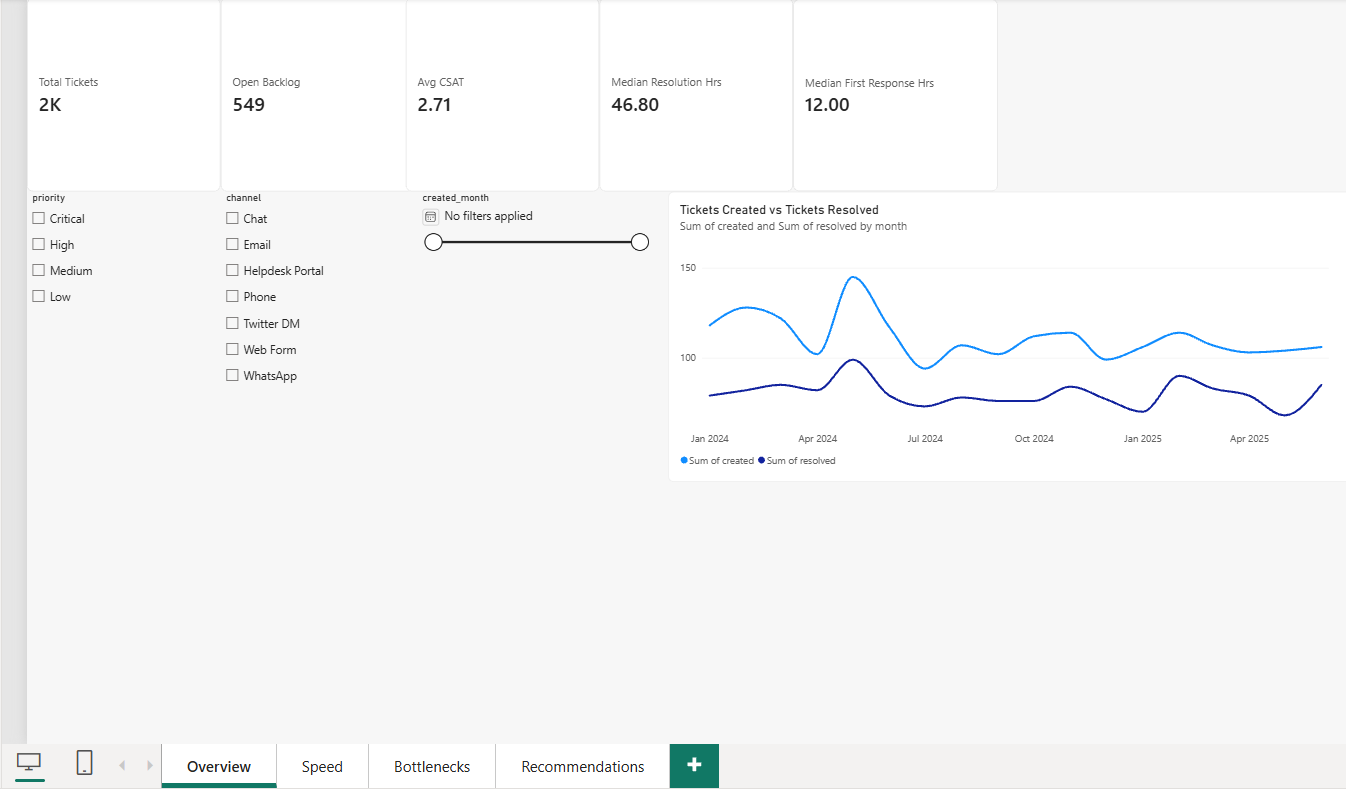 Total Tickets
2K
Open Backlog
549
Avg CSAT
2.71
Median Resolution Hrs
46.80
Median First Response Hrs
12.00
priority
Critical
High
Medium
Low
channel
Chat
Email
Helpdesk Portal
Phone
Twitter DM
Web Form
WhatsApp
created_month
No filters applied
Tickets Created vs Tickets Resolved
Sum of created and Sum of resolved by month
150
100
Jan 2024 Apr 2024 Jul 2024 Oct 2024 Jan 2025 Apr 2025
Sum of created Sum of resolved
Overview Speed Bottlenecks Recommendations +